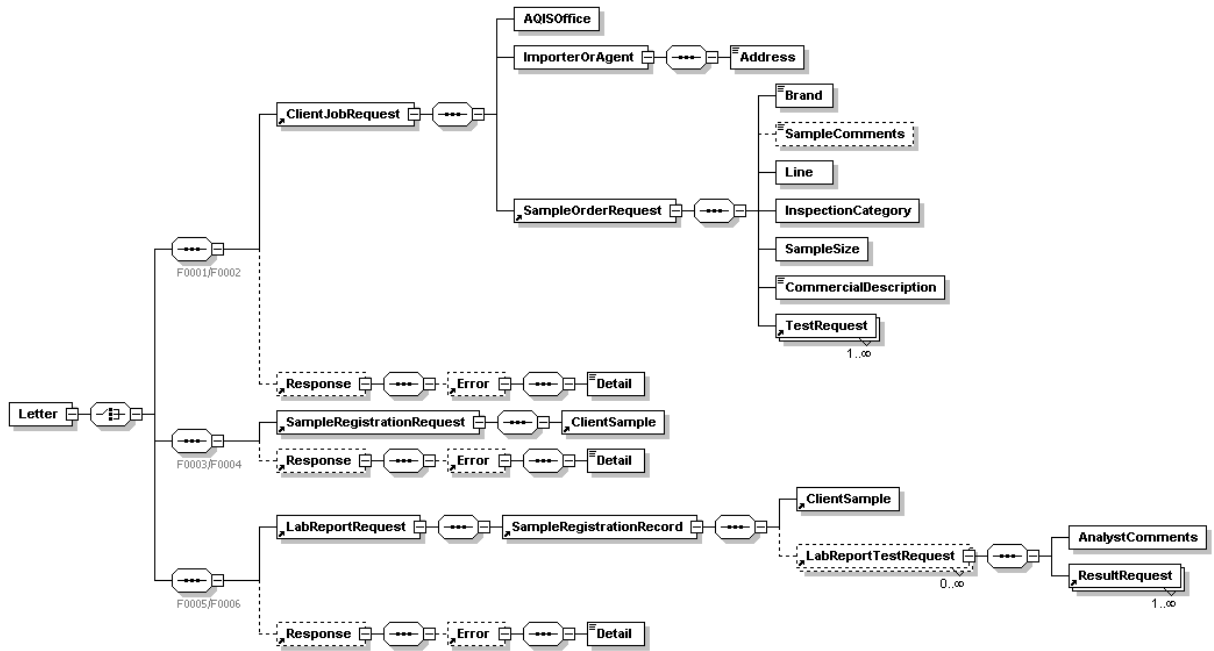 AQISOffice
ImporterOrAgent
Address
Brand
ClientJobRequest
SampleComments
Line
SampleOrderRequest
InspectionCategory
SampleSize
F0001/F0002
CommercialDescription
TestRequest
1..∞
Response
Error
Detail
Letter
SampleRegistrationRequest
ClientSample
F0003/F0004
Response
Error
Detail
ClientSample
LabReportRequest
SampleRegistrationRecord
AnalystComments
LabReportTestRequest
0..∞
ResultRequest
1..∞
F0005/F0006
Response
Error
Detail